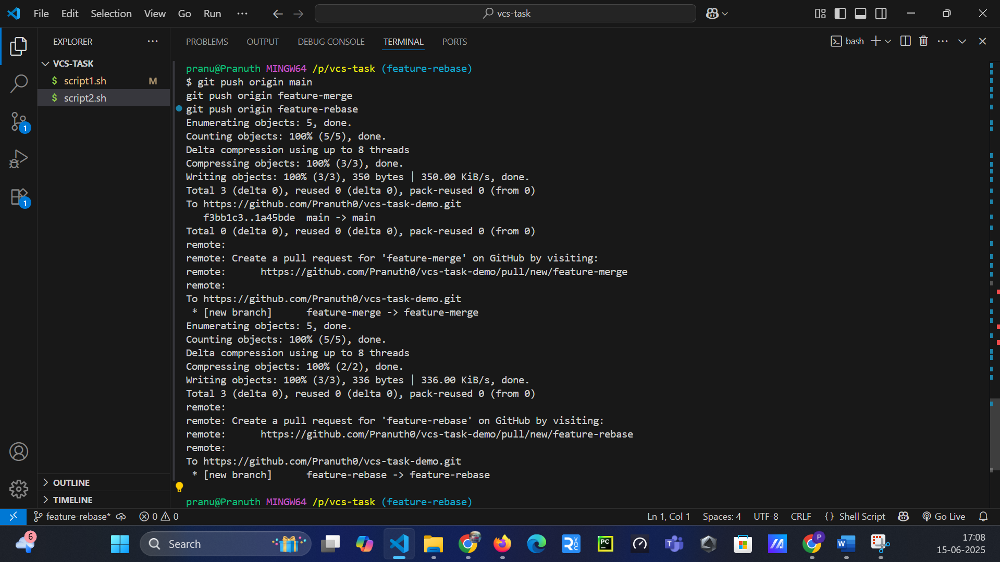 File Edit Selection View Go Run ··· vcs-task
EXPLORER ···
VCS-TASK
$ script1.sh M
$ script2.sh
1
1
PROBLEMS OUTPUT DEBUG CONSOLE TERMINAL PORTS
bash
pranu@Pranuth MINGW64 /p/vcs-task (feature-rebase)
$ git push origin main
git push origin feature-merge
git push origin feature-rebase
Enumerating objects: 5, done.
Counting objects: 100% (5/5), done.
Delta compression using up to 8 threads
Compressing objects: 100% (3/3), done.
Writing objects: 100% (3/3), 350 bytes | 350.00 KiB/s, done.
Total 3 (delta 0), reused 0 (delta 0), pack-reused 0 (from 0)
To https://github.com/Pranuth0/vcs-task-demo.git
   f3bb1c3..1a45bde  main -> main
Total 0 (delta 0), reused 0 (delta 0), pack-reused 0 (from 0)
remote:
remote: Create a pull request for 'feature-merge' on GitHub by visiting:
remote:      https://github.com/Pranuth0/vcs-task-demo/pull/new/feature-merge
remote:
To https://github.com/Pranuth0/vcs-task-demo.git
 * [new branch]      feature-merge -> feature-merge
Enumerating objects: 5, done.
Counting objects: 100% (5/5), done.
Delta compression using up to 8 threads
Compressing objects: 100% (2/2), done.
Writing objects: 100% (3/3), 336 bytes | 336.00 KiB/s, done.
Total 3 (delta 0), reused 0 (delta 0), pack-reused 0 (from 0)
remote:
remote: Create a pull request for 'feature-rebase' on GitHub by visiting:
remote:      https://github.com/Pranuth0/vcs-task-demo/pull/new/feature-rebase
remote:
To https://github.com/Pranuth0/vcs-task-demo.git
 * [new branch]      feature-rebase -> feature-rebase
pranu@Pranuth MINGW64 /p/vcs-task (feature-rebase)
OUTLINE
TIMELINE
feature-rebase* 0 0 Ln 1, Col 1 Spaces: 4 UTF-8 CRLF {} Shell Script Go Live
6 Search PC P W 17:08
15-06-2025